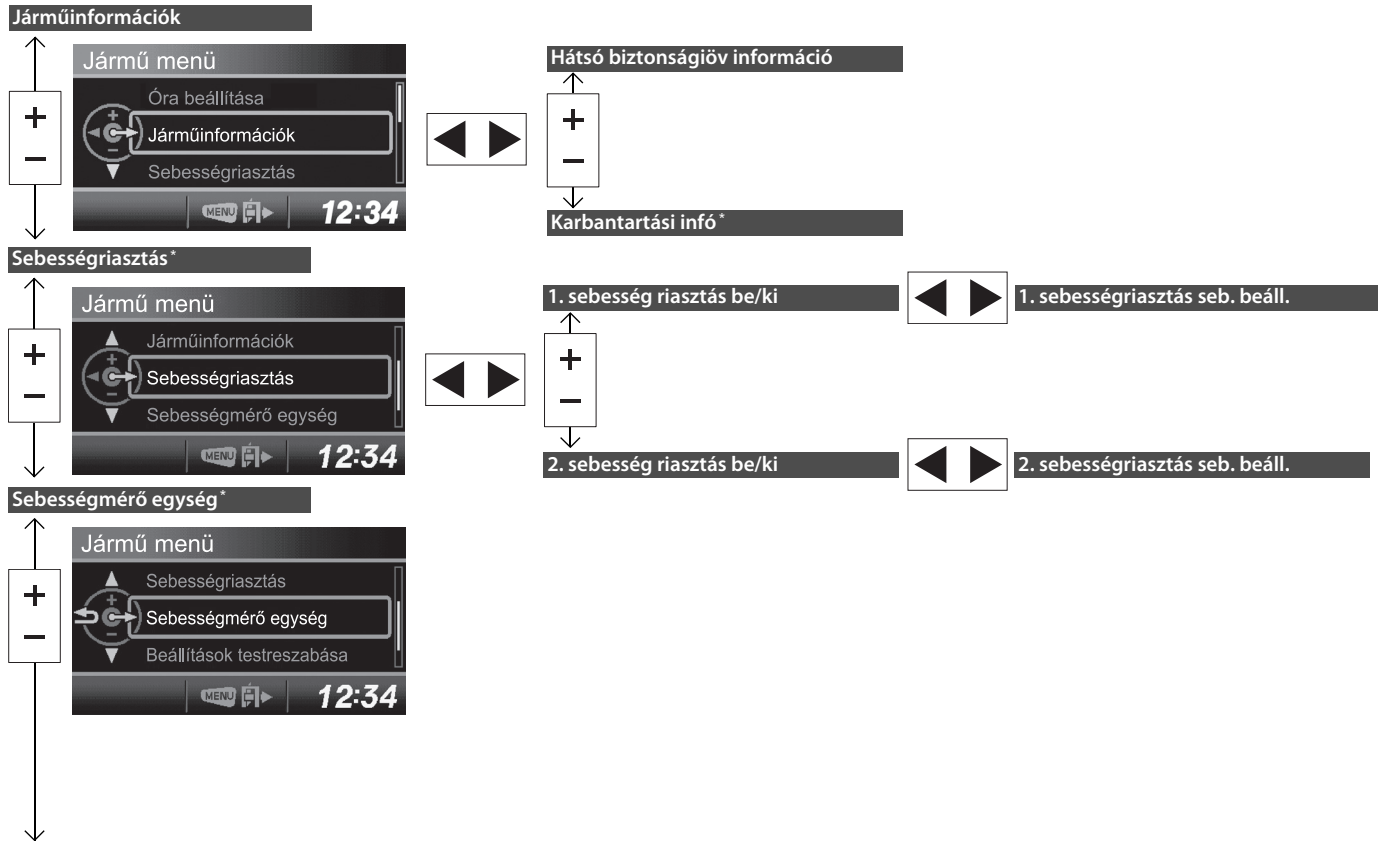 Járműinformációk
Jármű menü
Óra beállítása
Járműinformációk
Sebességriasztás
MENU
12:34
+
−
Hátsó biztonságiöv információ
+
−
Karbantartási infó*
Sebességriasztás*
Jármű menü
Járműinformációk
Sebességriasztás
Sebességmérő egység
MENU
12:34
+
−
1. sebesség riasztás be/ki
1. sebességriasztás seb. beáll.
+
−
2. sebesség riasztás be/ki
2. sebességriasztás seb. beáll.
Sebességmérő egység*
Jármű menü
Sebességriasztás
Sebességmérő egység
Beállítások testreszabása
MENU
12:34
+
−